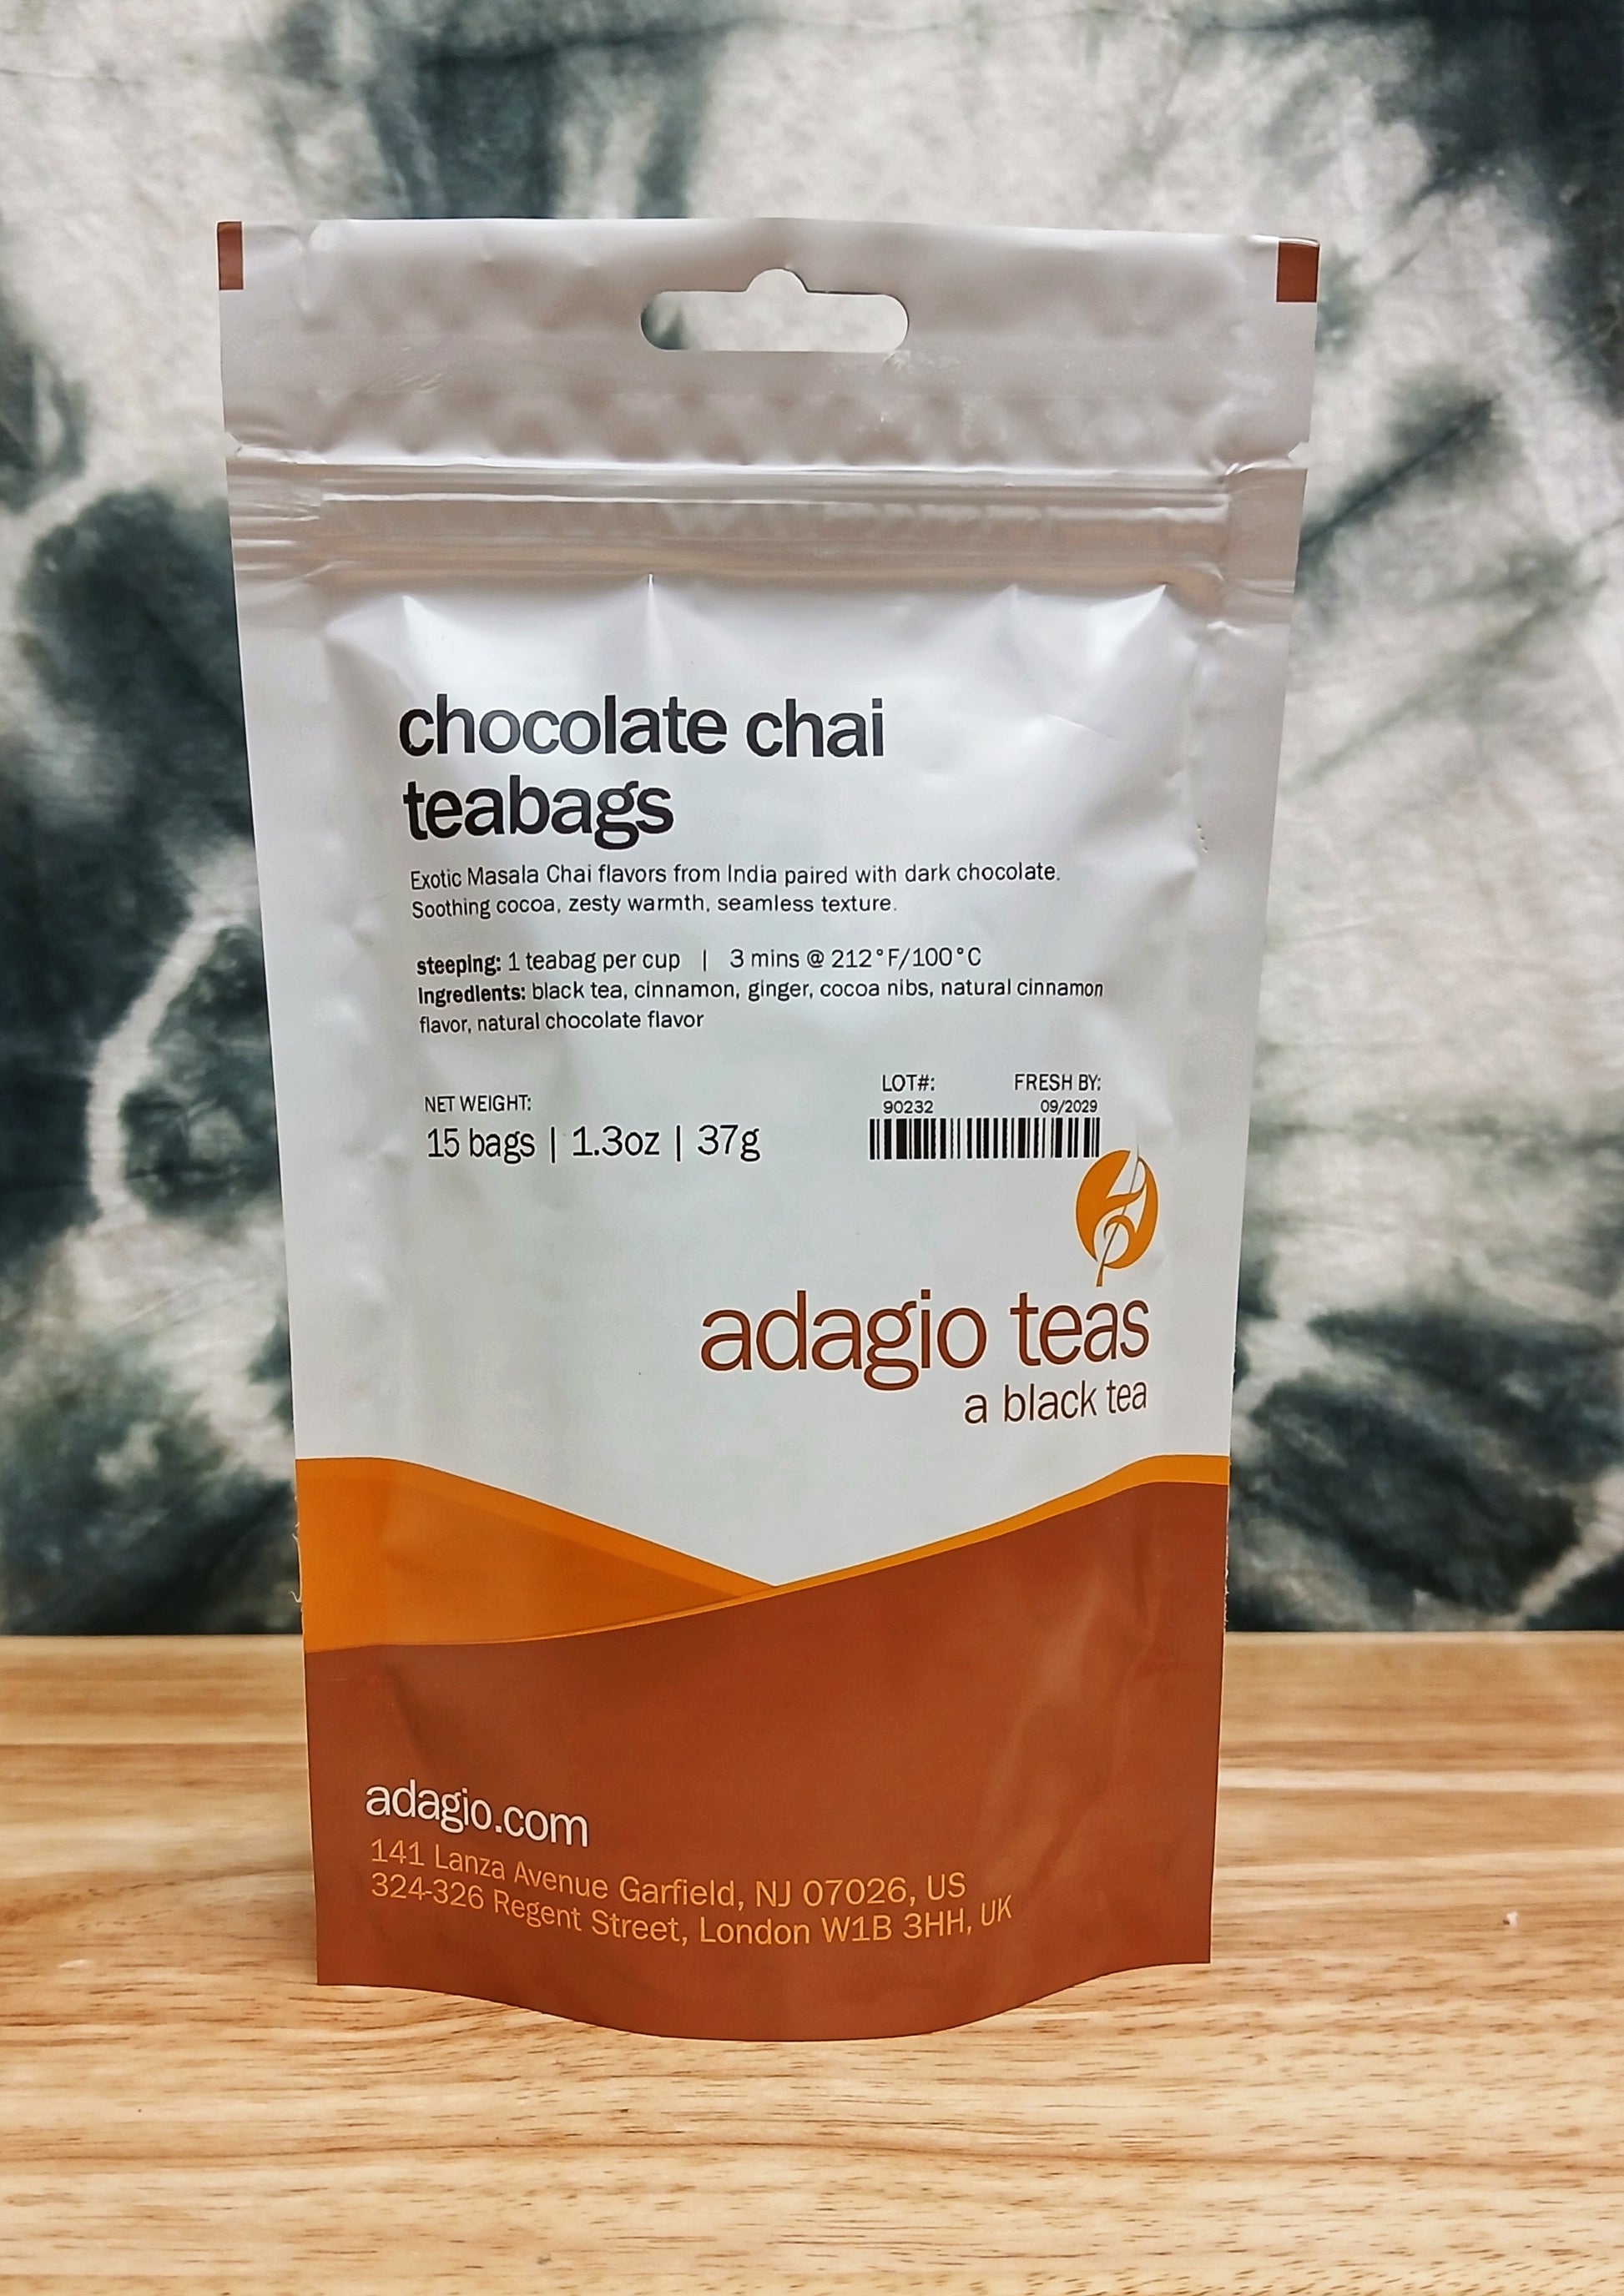 chocolate chai
teabags
Exotic Masala Chai flavors from India paired with dark chocolate.
Soothing cocoa, zesty warmth, seamless texture.
steeping: 1 teabag per cup | 3 mins @ 212°F/100°C
Ingredients: black tea, cinnamon, ginger, cocoa nibs, natural cinnamon
flavor, natural chocolate flavor
NET WEIGHT:
15 bags | 1.3oz | 37g
LOT#: FRESH BY:
90232 09/2029
adagio teas
a black tea
adagio.com
141 Lanza Avenue Garfield, NJ 07026, US
324-326 Regent Street, London W1B 3HH, UK